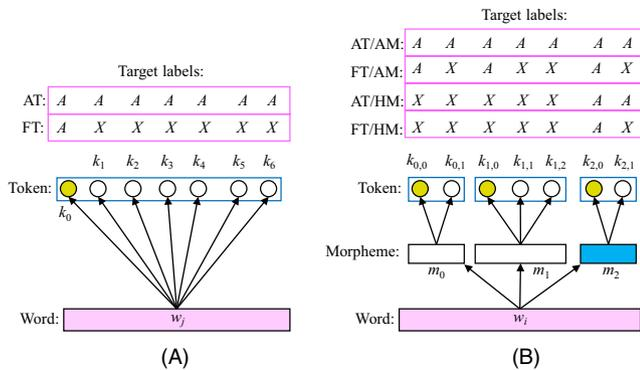 Target labels:
AT: A A A A A A A
FT: A X X X X X X
k1 k2 k3 k4 k5 k6
Token:
k0
Word: wj
(A)
Target labels:
AT/AM: A A A A A A A
FT/AM: A X A X X A X
AT/HM: X X X X X A A
FT/HM: X X X X X A X
k0,0 k0,1 k1,0 k1,1 k1,2 k2,0 k2,1
Token:
Morpheme:
m0 m1 m2
Word: wi
(B)